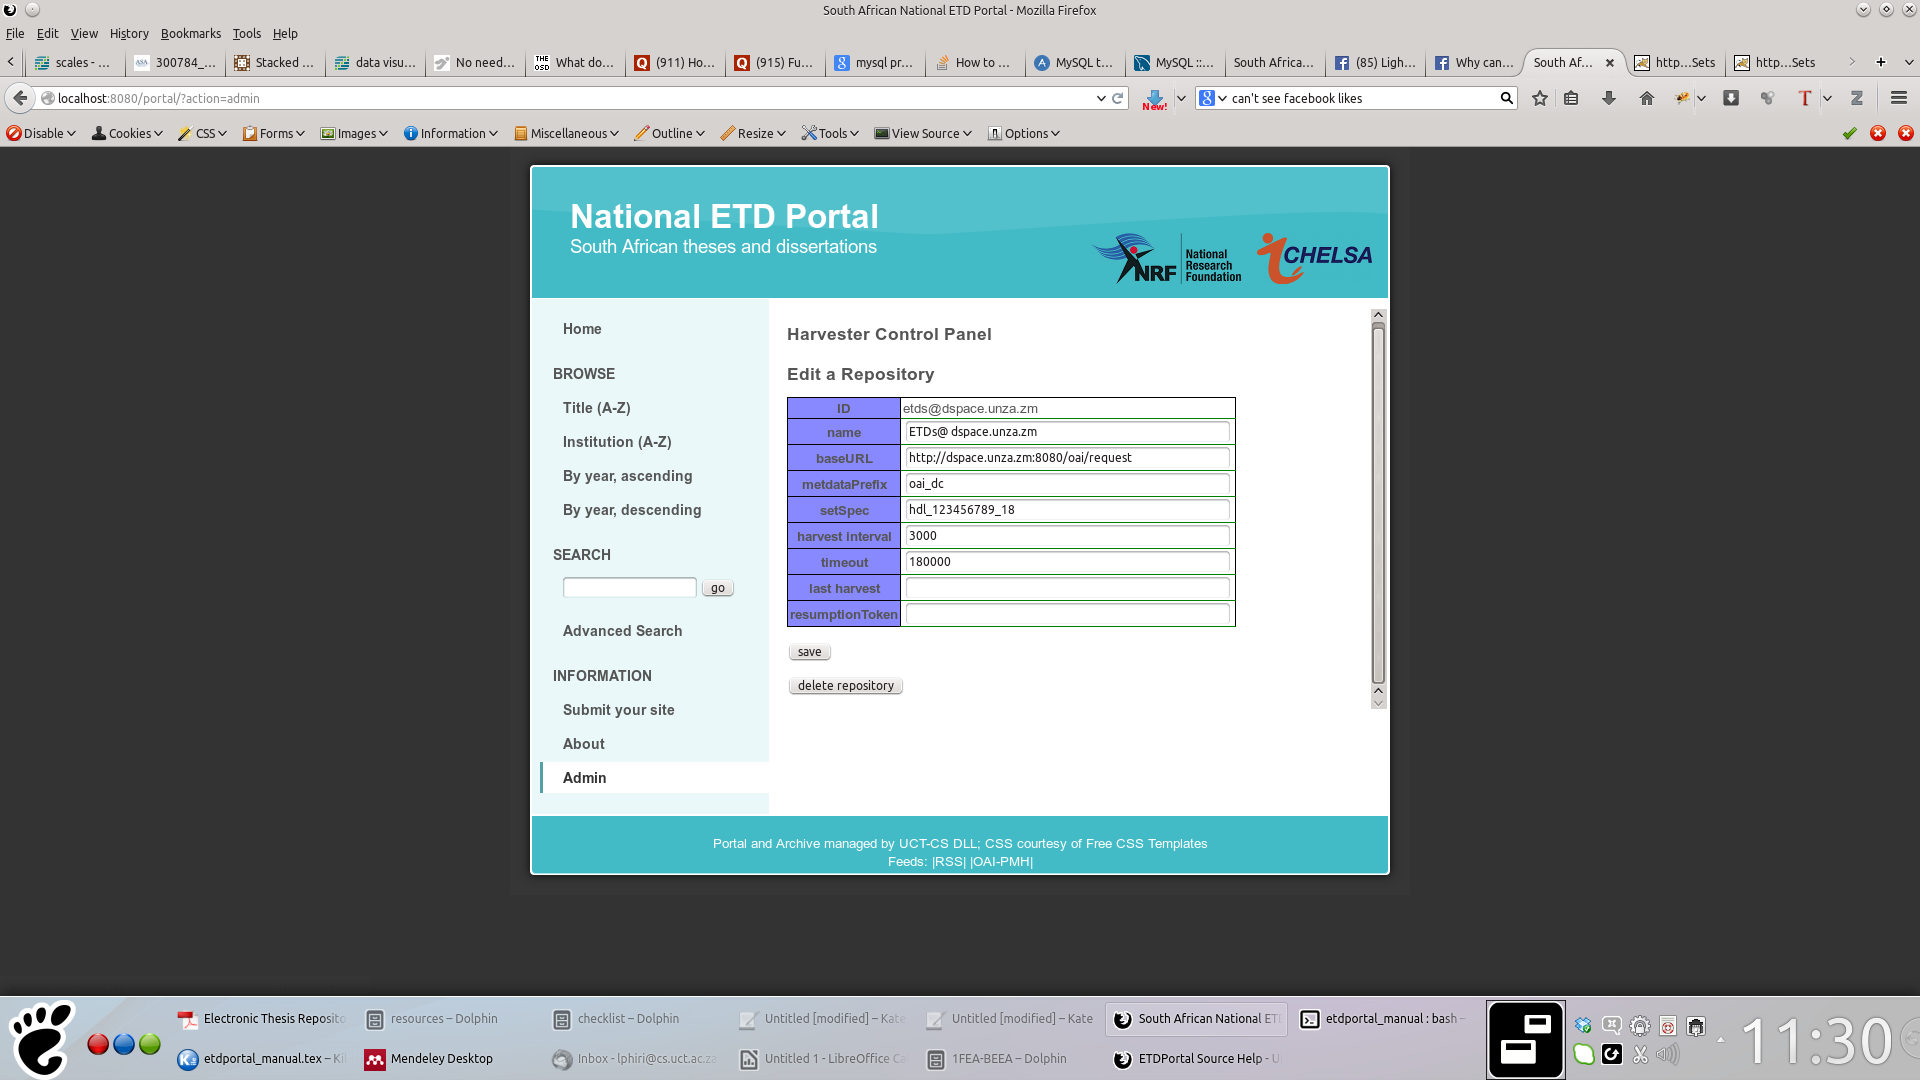 South African National ETD Portal - Mozilla Firefox
File Edit View History Bookmarks Tools Help
scales - ... 300784_... Stacked ... data visu... No need... What do... (911) Ho... (915) Fu... mysql pr... How to ... MySQL t... MySQL ::... South Africa... (85) Ligh... Why can... South Af... http...Sets http...Sets
localhost:8080/portal/?action=admin New! can't see facebook likes
Disable Cookies CSS Forms Images Information Miscellaneous Outline Resize Tools View Source Options
National ETD Portal
South African theses and dissertations
NRF National Research Foundation CHELSA
Home
BROWSE
Title (A-Z)
Institution (A-Z)
By year, ascending
By year, descending
SEARCH
go
Advanced Search
INFORMATION
Submit your site
About
Admin
Harvester Control Panel
Edit a Repository
ID etds@dspace.unza.zm
name ETDs@ dspace.unza.zm
baseURL http://dspace.unza.zm:8080/oai/request
metdataPrefix oai_dc
setSpec hdl_123456789_18
harvest interval 3000
timeout 180000
last harvest
resumptionToken
save
delete repository
Portal and Archive managed by UCT-CS DLL; CSS courtesy of Free CSS Templates
Feeds: |RSS| |OAI-PMH|
Electronic Thesis Reposito resources – Dolphin checklist – Dolphin Untitled [modified] – Kate Untitled [modified] – Kate South African National ET etdportal_manual : bash –
etdportal_manual.tex – Ki Mendeley Desktop Inbox - lphiri@cs.uct.ac.za Untitled 1 - LibreOffice Ca 1FEA-BEEA – Dolphin ETDPortal Source Help - U
11:30